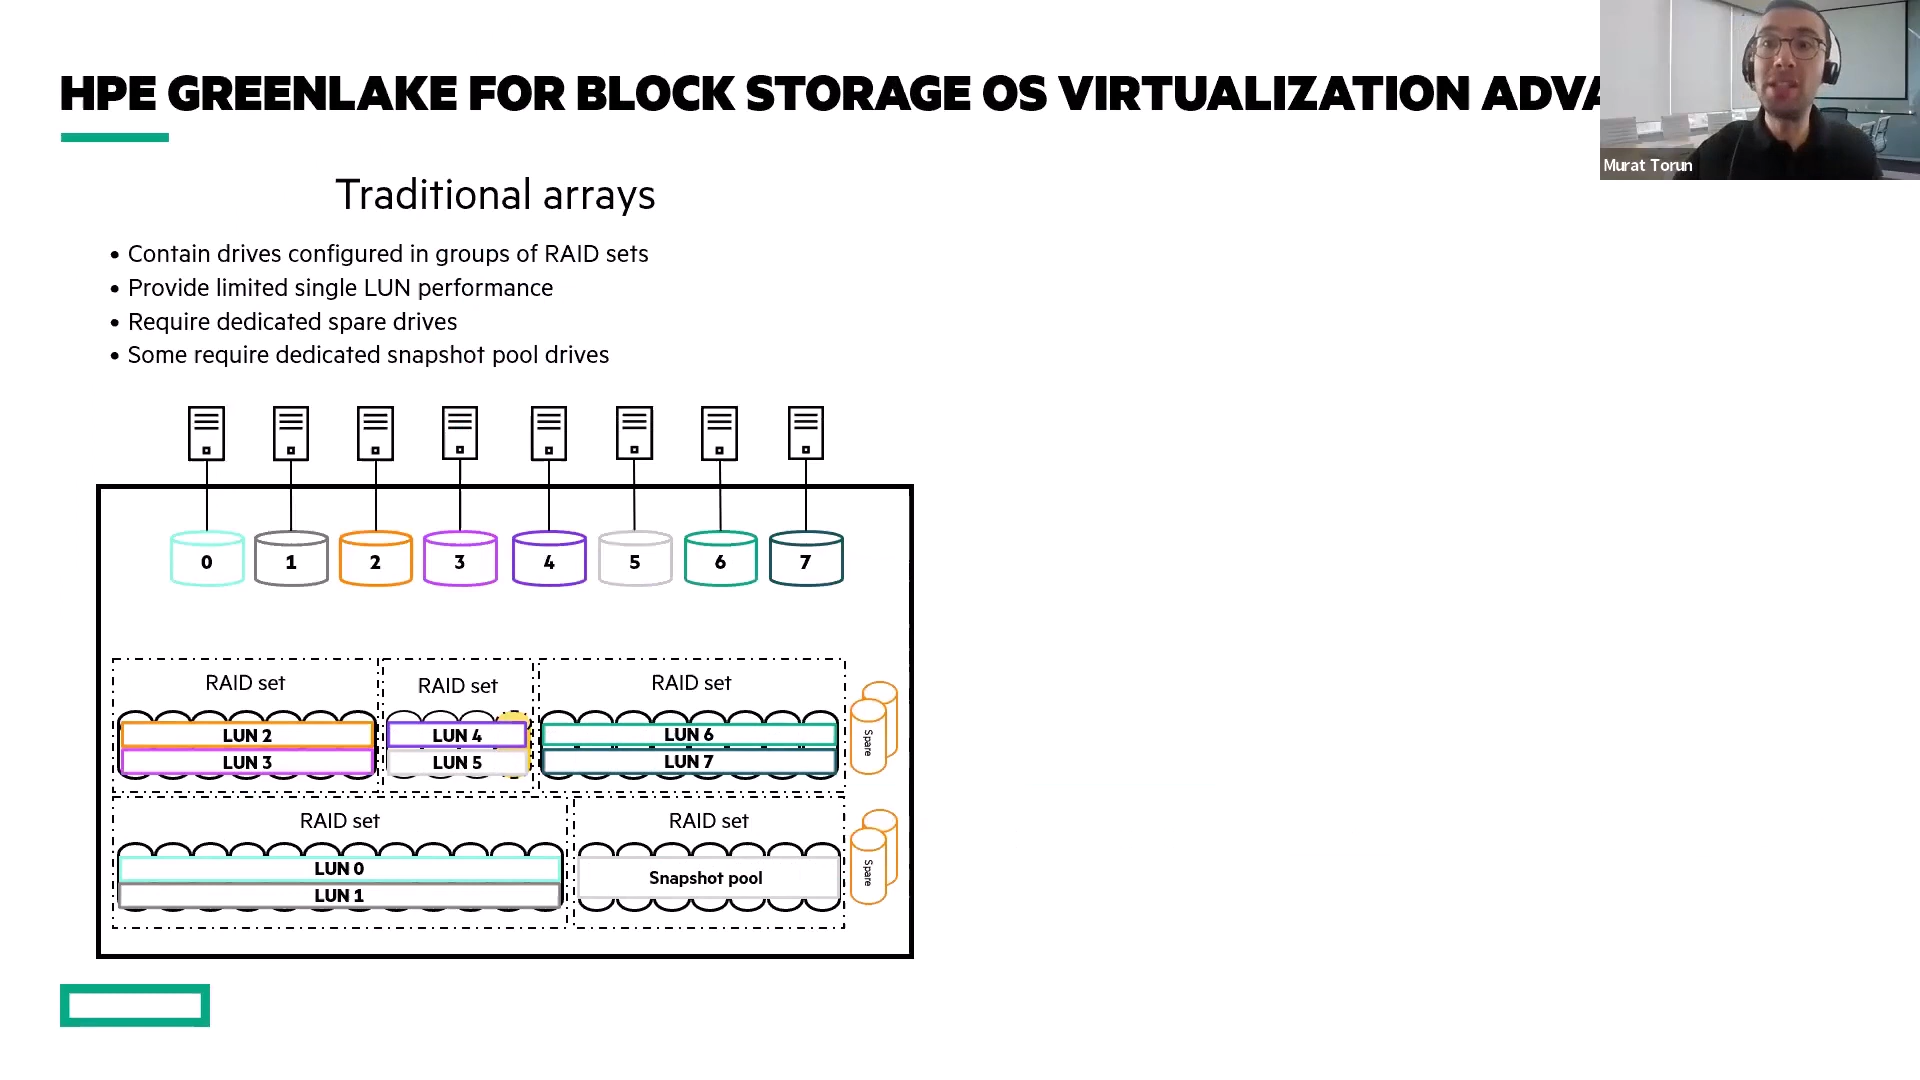 HPE GREENLAKE FOR BLOCK STORAGE OS VIRTUALIZATION ADVA
Murat Torun
Traditional arrays
• Contain drives configured in groups of RAID sets
• Provide limited single LUN performance
• Require dedicated spare drives
• Some require dedicated snapshot pool drives
0 1 2 3 4 5 6 7
RAID set RAID set RAID set
LUN 2 LUN 4 LUN 6
LUN 3 LUN 5 LUN 7
Spare
RAID set RAID set
LUN 0
Snapshot pool
LUN 1
Spare